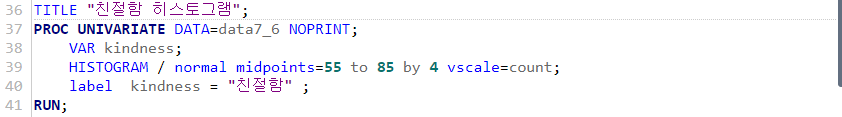 36 TITLE "친절함 히스토그램";
37 PROC UNIVARIATE DATA=data7_6 NOPRINT;
38 VAR kindness;
39 HISTOGRAM / normal midpoints=55 to 85 by 4 vscale=count;
40 label  kindness = "친절함" ;
41 RUN;